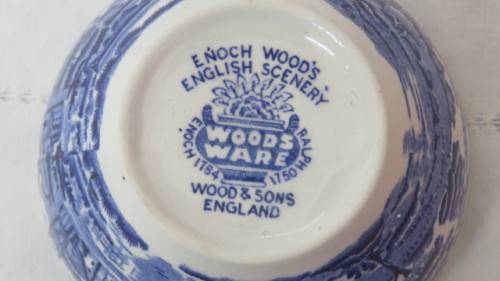 ENOCH WOOD'S
ENGLISH SCENERY
WOODS
WARE
ENOCH 1784
RALPH 1750
WOOD & SONS
ENGLAND